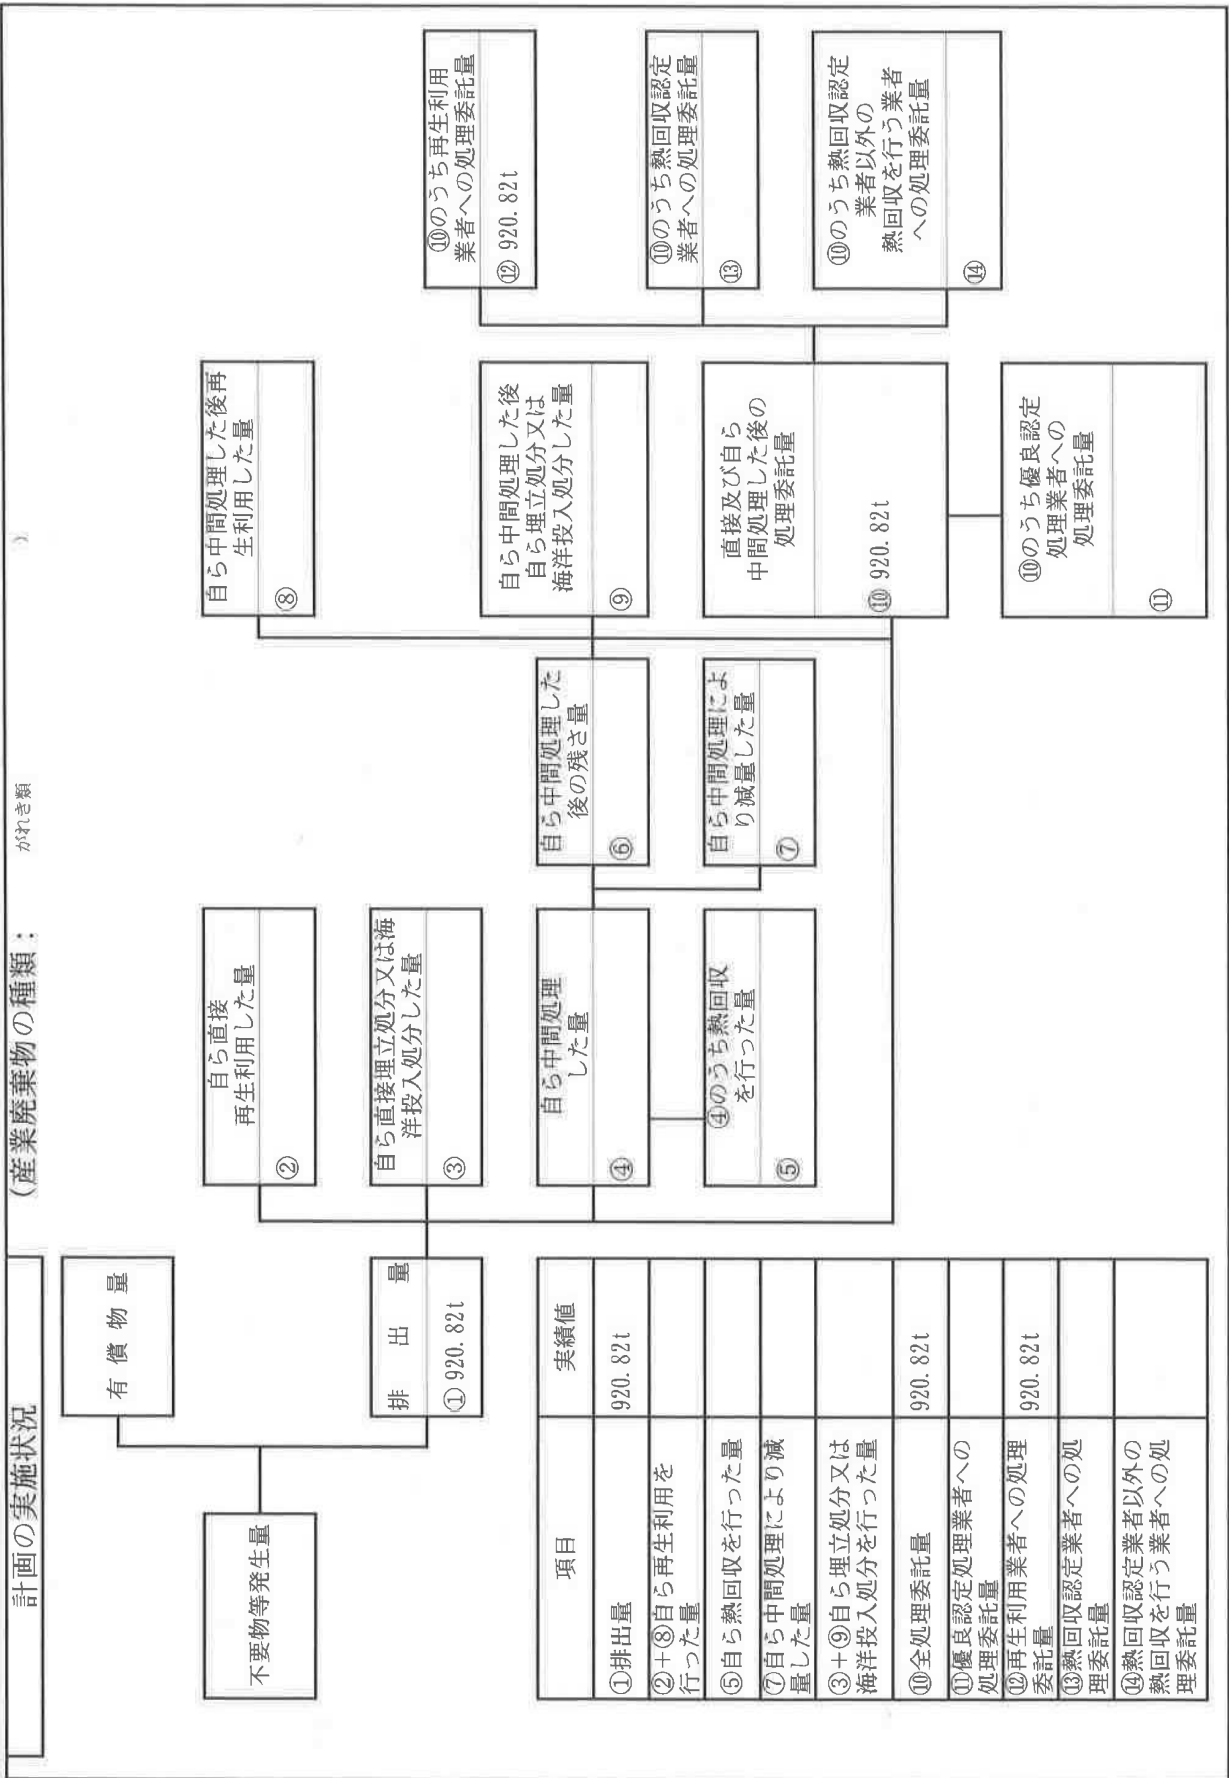 計画の実施状況
(産業廃棄物の種類： がれき類 )
不要物等発生量
有償物量
排出量
① 920.82t
自ら直接
再生利用した量
②
自ら直接埋立処分又は海
洋投入処分した量
③
自ら中間処理
した量
④
④のうち熱回収
を行った量
⑤
自ら中間処理した
後の残さ量
⑥
自ら中間処理によ
り減量した量
⑦
自ら中間処理した後再
生利用した量
⑧
自ら中間処理した後
自ら埋立処分又は
海洋投入処分した量
⑨
直接及び自ら
中間処理した後の
処理委託量
⑩ 920.82t
⑩のうち優良認定
処理業者への
処理委託量
⑪
⑩のうち再生利用
業者への処理委託量
⑫ 920.82t
⑩のうち熱回収認定
業者への処理委託量
⑬
⑩のうち熱回収認定
業者以外の
熱回収を行う業者
への処理委託量
⑭
項目 実績値
①排出量 920.82t
②＋⑧自ら再生利用を
行った量
⑤自ら熱回収を行った量
⑦自ら中間処理により減
量した量
③＋⑨自ら埋立処分又は
海洋投入処分を行った量
⑩全処理委託量 920.82t
⑪優良認定処理業者への
処理委託量
⑫再生利用業者への処理
委託量 920.82t
⑬熱回収認定業者への処
理委託量
⑭熱回収認定業者以外の
熱回収を行う業者への処
理委託量